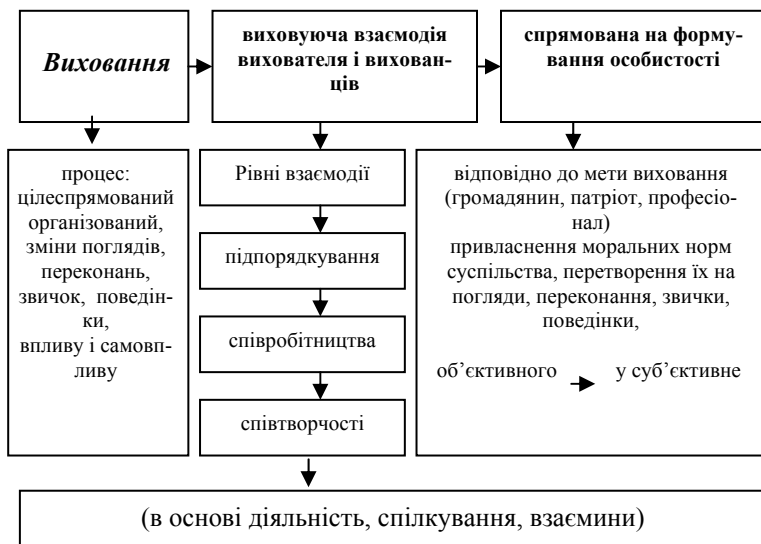 Виховання
виховуюча взаємодія
вихователя і вихован-
ців
спрямована на форму-
вання особистості
процес:
цілеспрямований
організований,
зміни поглядів,
переконань,
звичок, поведін-
ки,
впливу і самовп-
ливу
Рівні взаємодії
підпорядкування
співробітництва
співтворчості
відповідно до мети виховання
(громадянин, патріот, професіо-
нал)
привласнення моральних норм
суспільства, перетворення їх на
погляди, переконання, звички,
поведінки,
об’єктивного у суб’єктивне
(в основі діяльність, спілкування, взаємини)